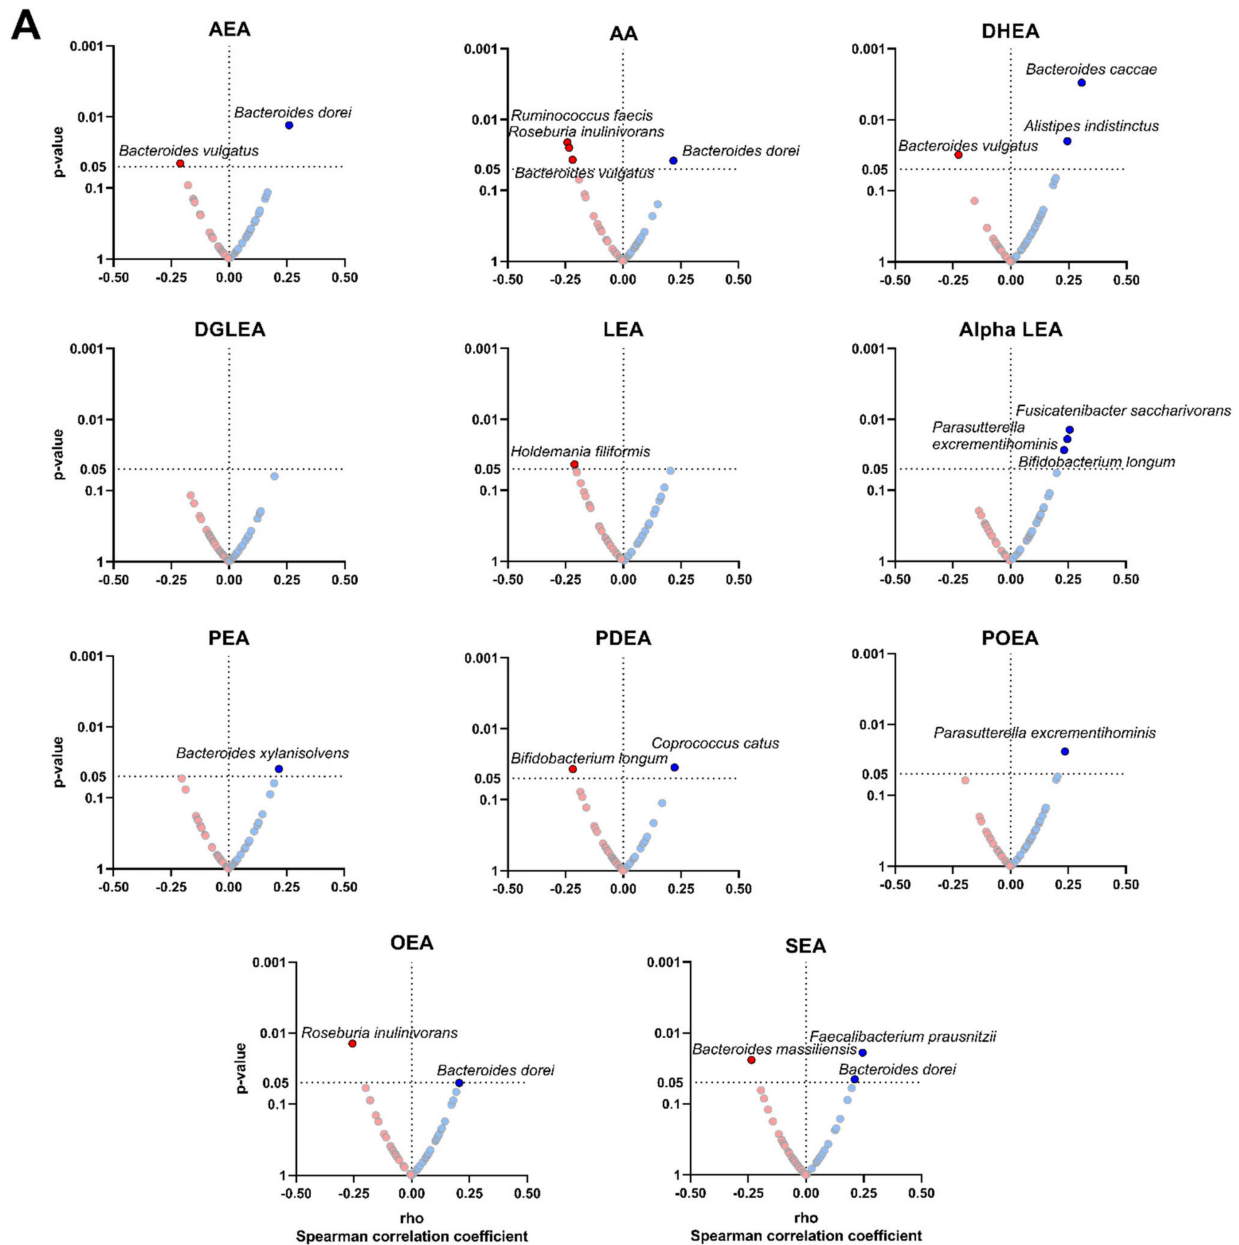 A
AEA
0.001
0.01
0.05
0.1
1
p-value
Bacteroides dorei
Bacteroides vulgatus
-0.50
-0.25
0.00
0.25
0.50
AA
0.001
0.01
0.05
0.1
1
Ruminococcus faecis
Roseburia inulinivorans
Bacteroides dorei
Bacteroides vulgatus
-0.50
-0.25
0.00
0.25
0.50
DHEA
0.001
0.01
0.05
0.1
1
Bacteroides caccae
Alistipes indistinctus
Bacteroides vulgatus
-0.50
-0.25
0.00
0.25
0.50
DGLEA
0.001
0.01
0.05
0.1
1
p-value
-0.50
-0.25
0.00
0.25
0.50
LEA
0.001
0.01
0.05
0.1
1
Holdemania filiformis
-0.50
-0.25
0.00
0.25
0.50
Alpha LEA
0.001
0.01
0.05
0.1
1
Fusicatenibacter saccharivorans
Parasutterella
excrementihominis
Bifidobacterium longum
-0.50
-0.25
0.00
0.25
0.50
PEA
0.001
0.01
0.05
0.1
1
p-value
Bacteroides xylanisolvens
-0.50
-0.25
0.00
0.25
0.50
PDEA
0.001
0.01
0.05
0.1
1
Coprococcus catus
Bifidobacterium longum
-0.50
-0.25
0.00
0.25
0.50
POEA
0.001
0.01
0.05
0.1
1
Parasutterella excrementihominis
-0.50
-0.25
0.00
0.25
0.50
OEA
0.001
0.01
0.05
0.1
1
p-value
Roseburia inulinivorans
Bacteroides dorei
-0.50
-0.25
0.00
0.25
0.50
rho
Spearman correlation coefficient
SEA
0.001
0.01
0.05
0.1
1
Faecalibacterium prausnitzii
Bacteroides massiliensis
Bacteroides dorei
-0.50
-0.25
0.00
0.25
0.50
rho
Spearman correlation coefficient